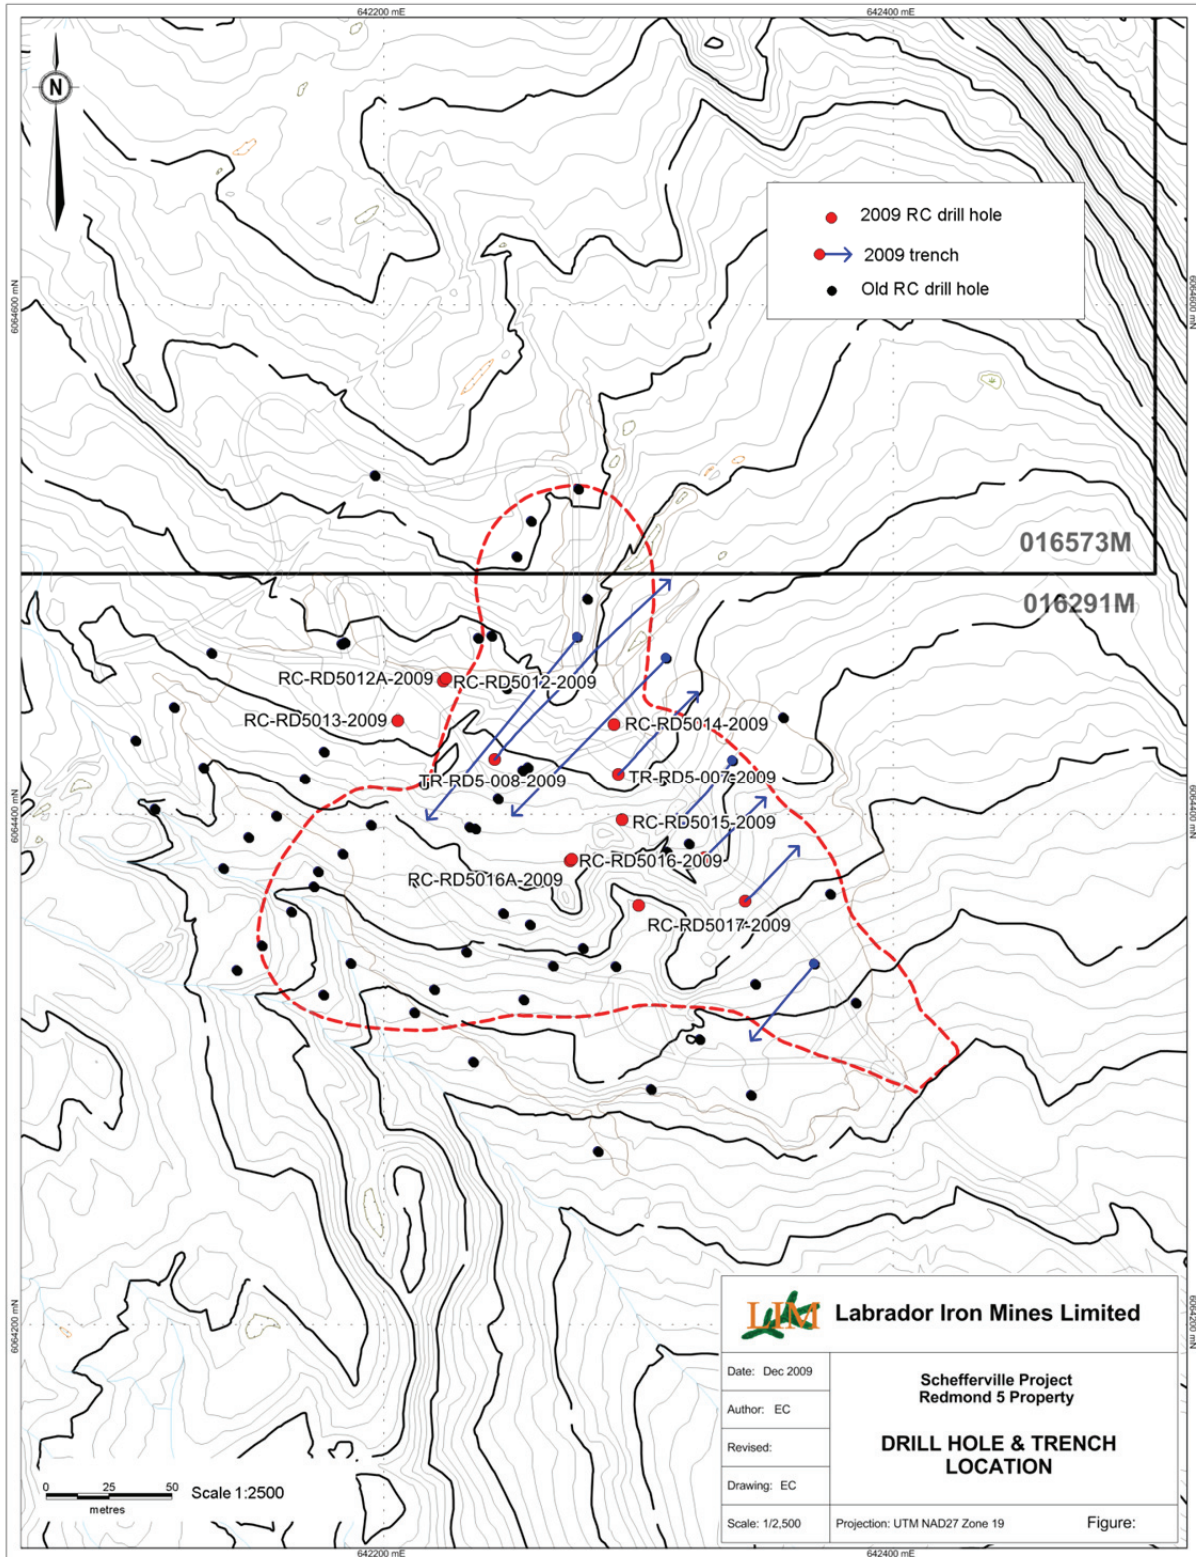 642200 mE
642400 mE
N
2009 RC drill hole
2009 trench
Old RC drill hole
6064600 mN
6064600 mN
016573M
016291M
RC-RD5012A-2009
RC-RD5012-2009
RC-RD5013-2009
RC-RD5014-2009
TR-RD5-008-2009
TR-RD5-007-2009
6064400 mN
6064400 mN
RC-RD5015-2009
RC-RD5016-2009
RC-RD5016A-2009
RC-RD5017-2009
6064200 mN
6064200 mN
LIM
Labrador Iron Mines Limited
Date: Dec 2009
Author: EC
Revised:
Drawing: EC
Scale: 1/2,500
Schefferville Project
Redmond 5 Property
DRILL HOLE & TRENCH
LOCATION
Projection: UTM NAD27 Zone 19
Figure:
0 25 50
metres
Scale 1:2500
642200 mE
642400 mE